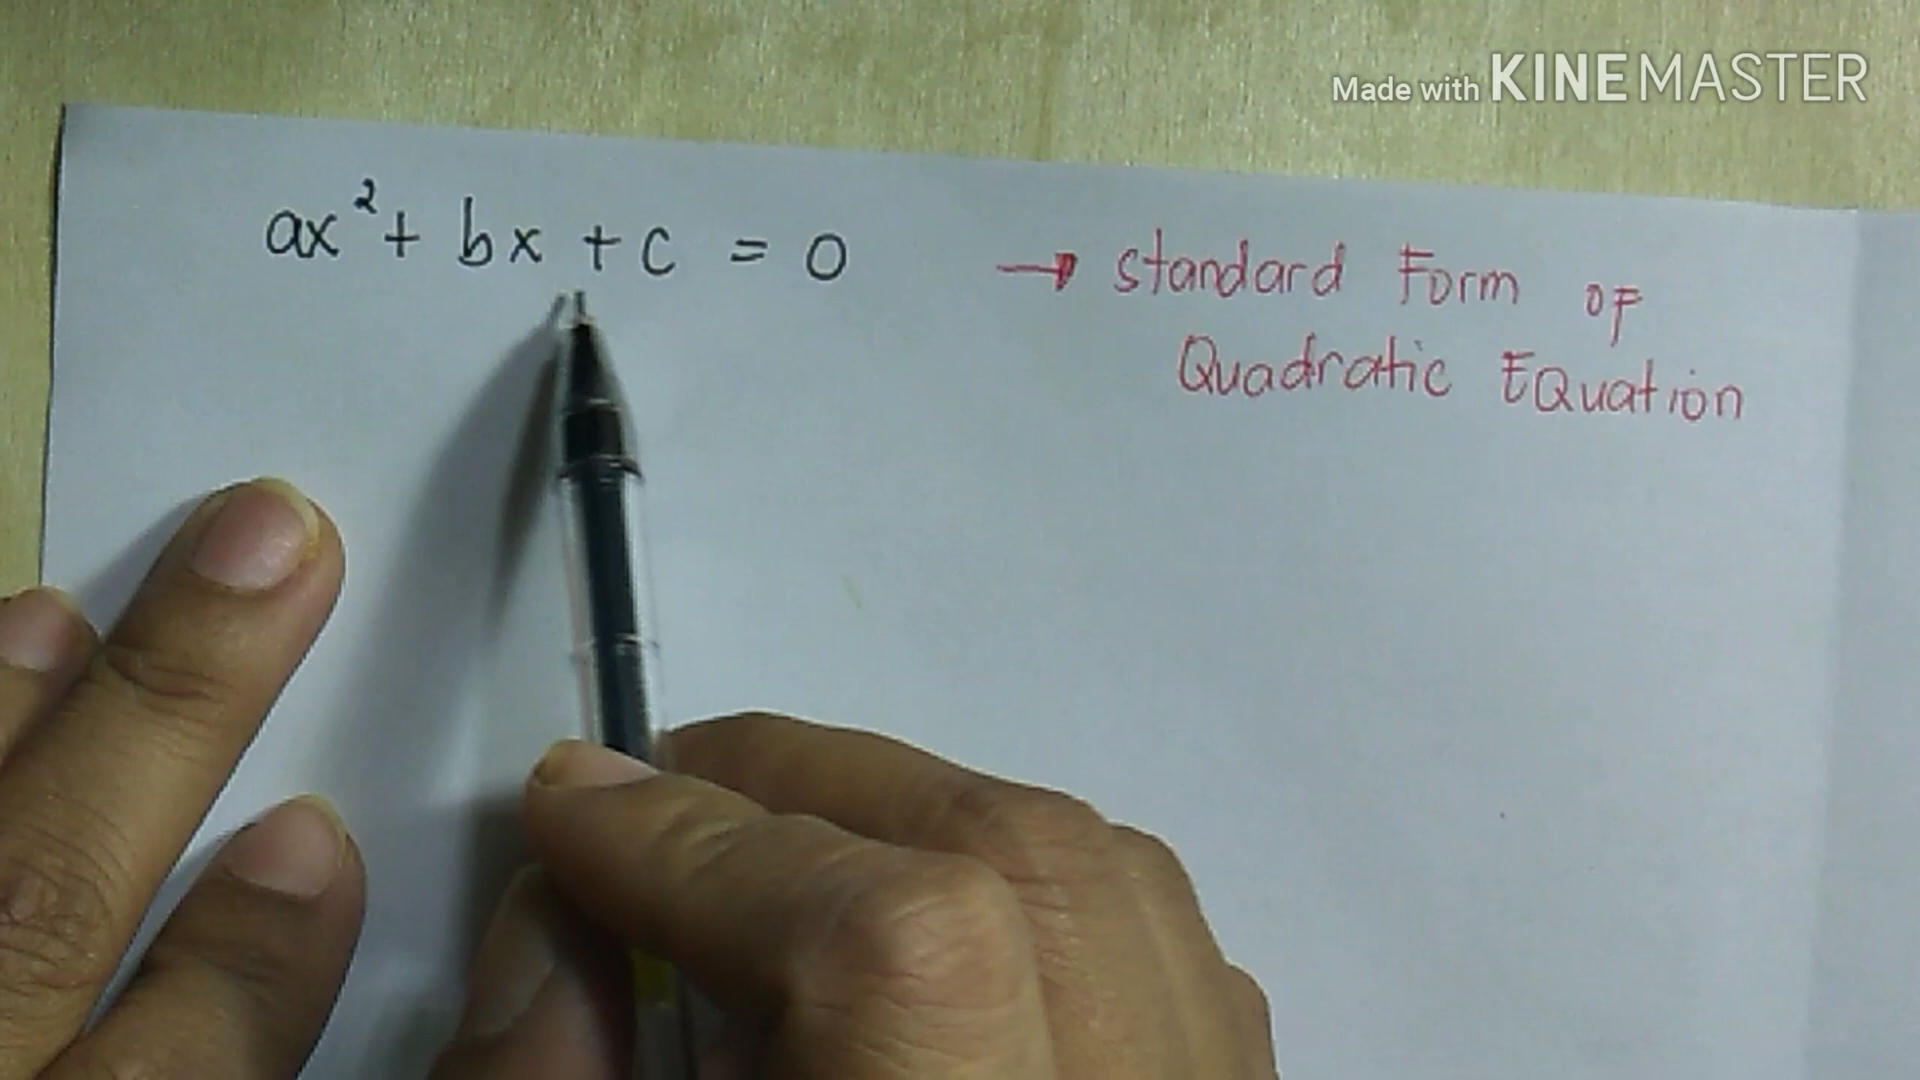 Made with KINEMASTER
ax² + bx + c = 0 → Standard Form of
Quadratic EQuation